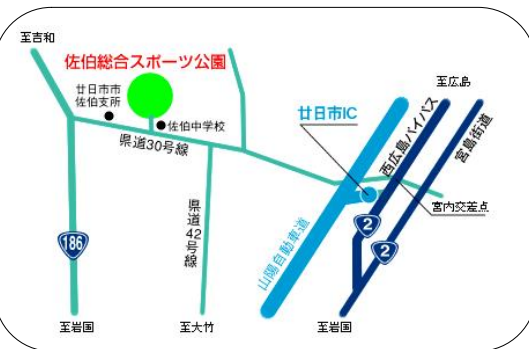 至吉和
佐伯総合スポーツ公園
廿日市市
佐伯支所
佐伯中学校
県道30号線
廿日市IC
至広島
西広島バイパス
宮島街道
宮内交差点
186
県道42号線
山陽自動車道
2
2
至岩国
至大竹
至岩国